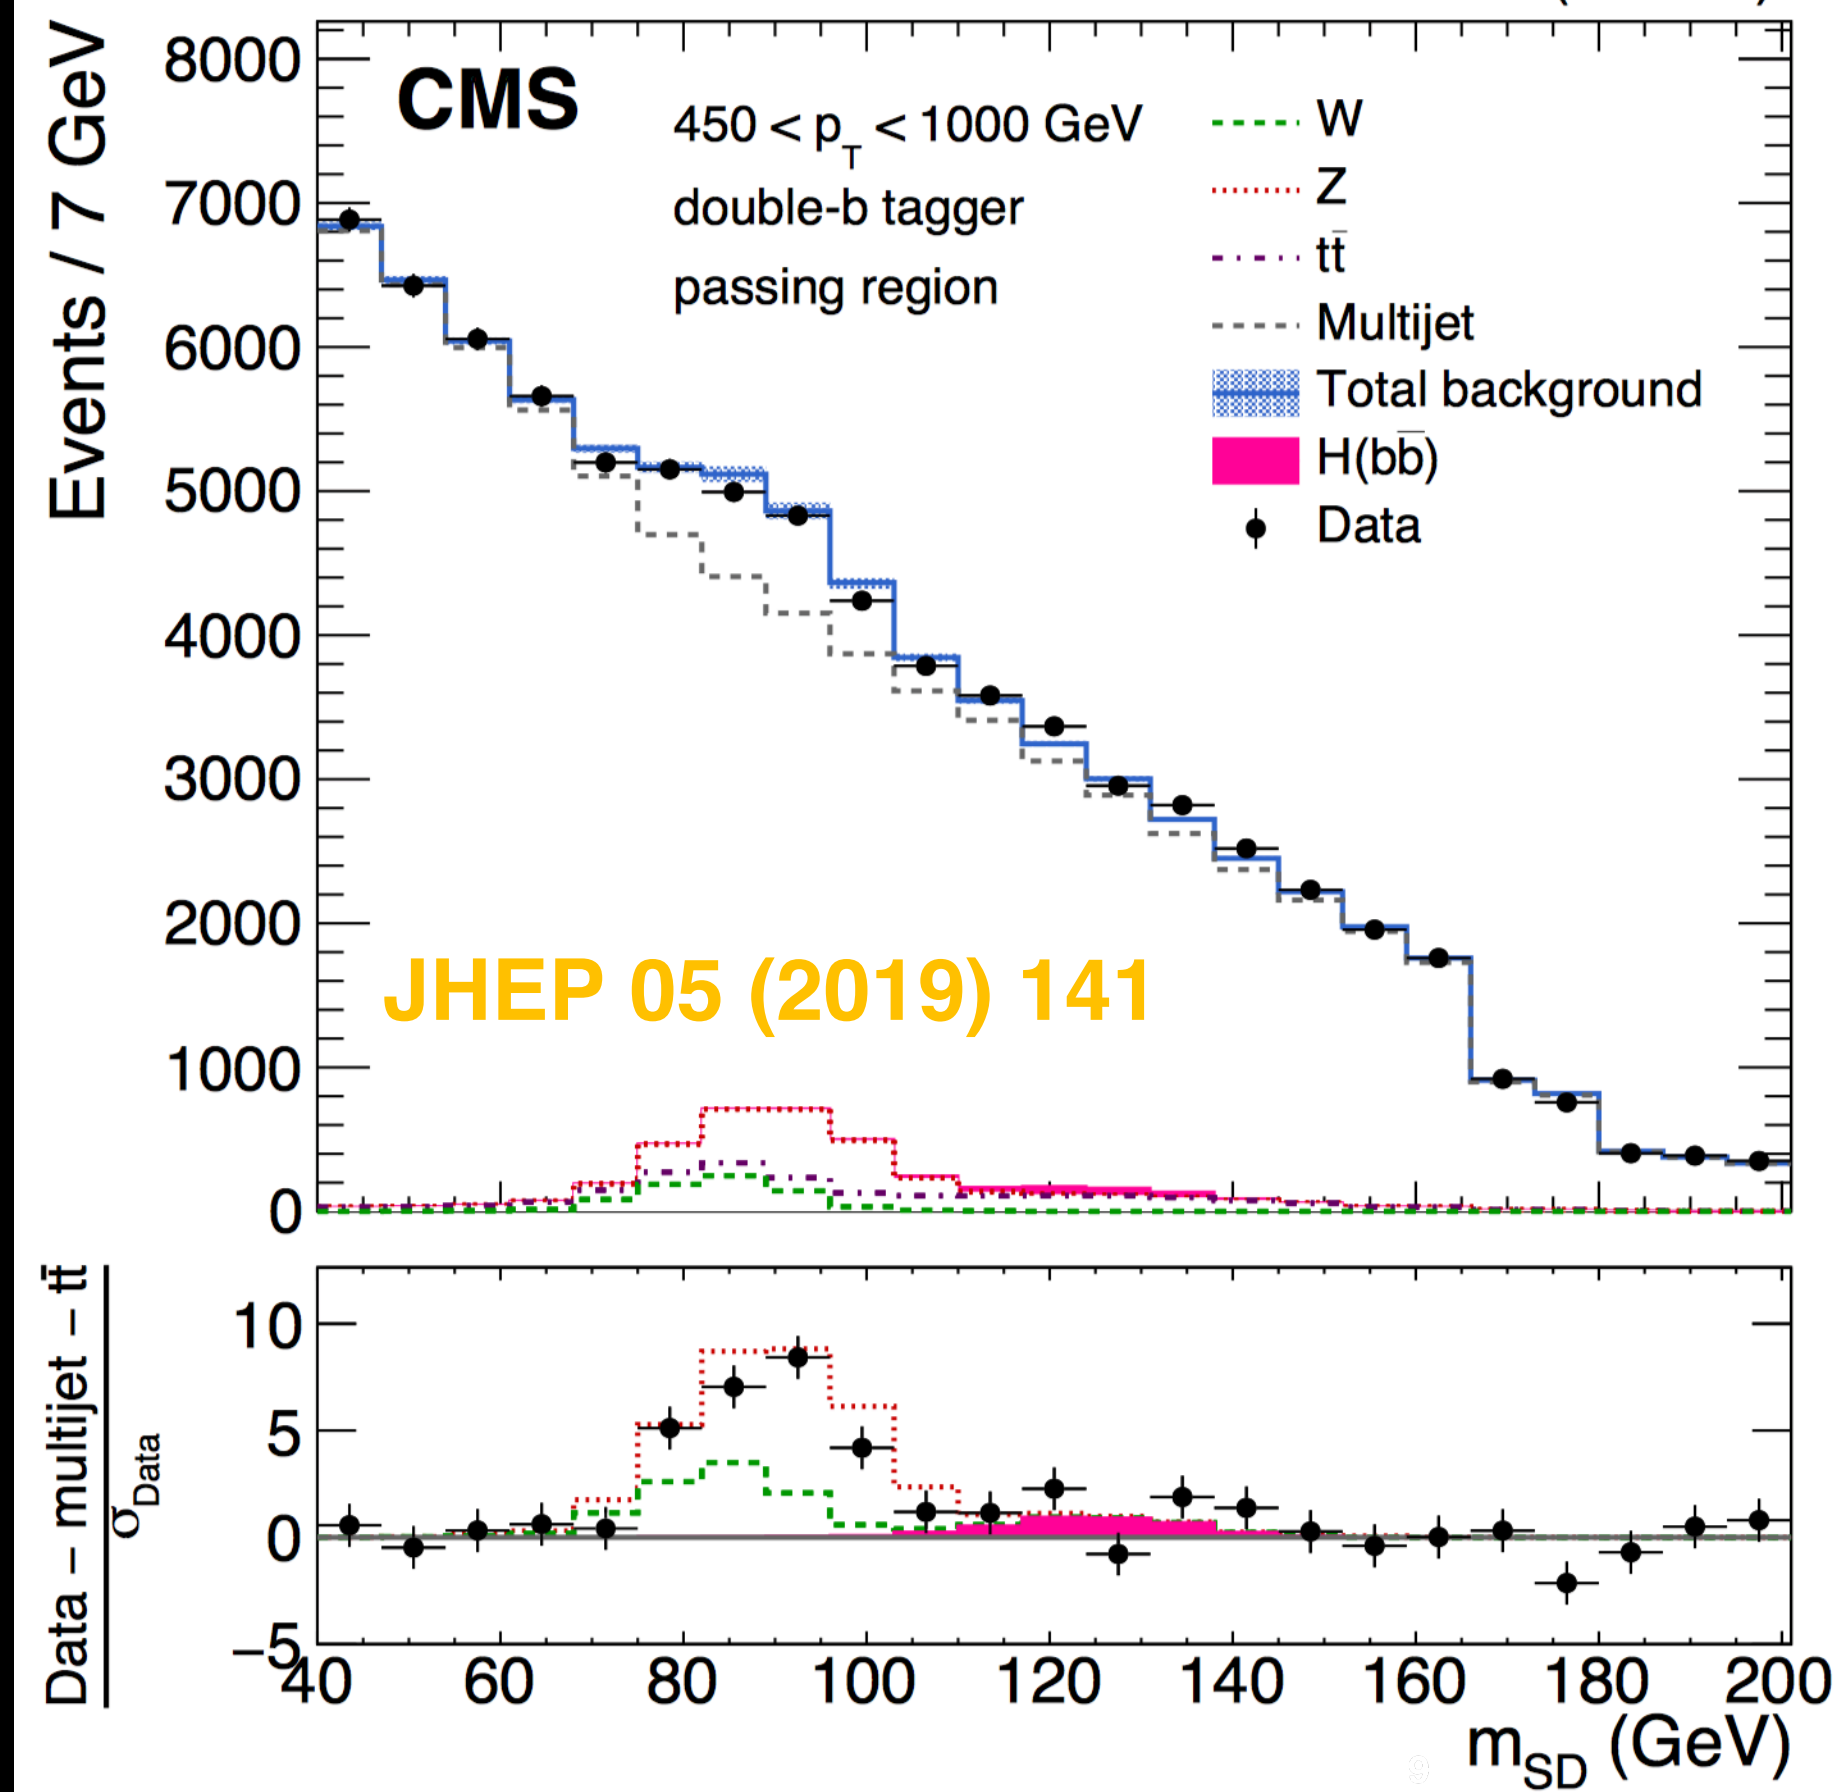 CMS
450 < p_T < 1000 GeV
double-b tagger
passing region
W
Z
tt̄
Multijet
Total background
H(bb̄)
Data
Events / 7 GeV
8000
7000
6000
5000
4000
3000
2000
1000
0
JHEP 05 (2019) 141
Data − multijet − tt̄
σ_Data
10
5
0
−5
40 60 80 100 120 140 160 180 200
m_SD (GeV)
9